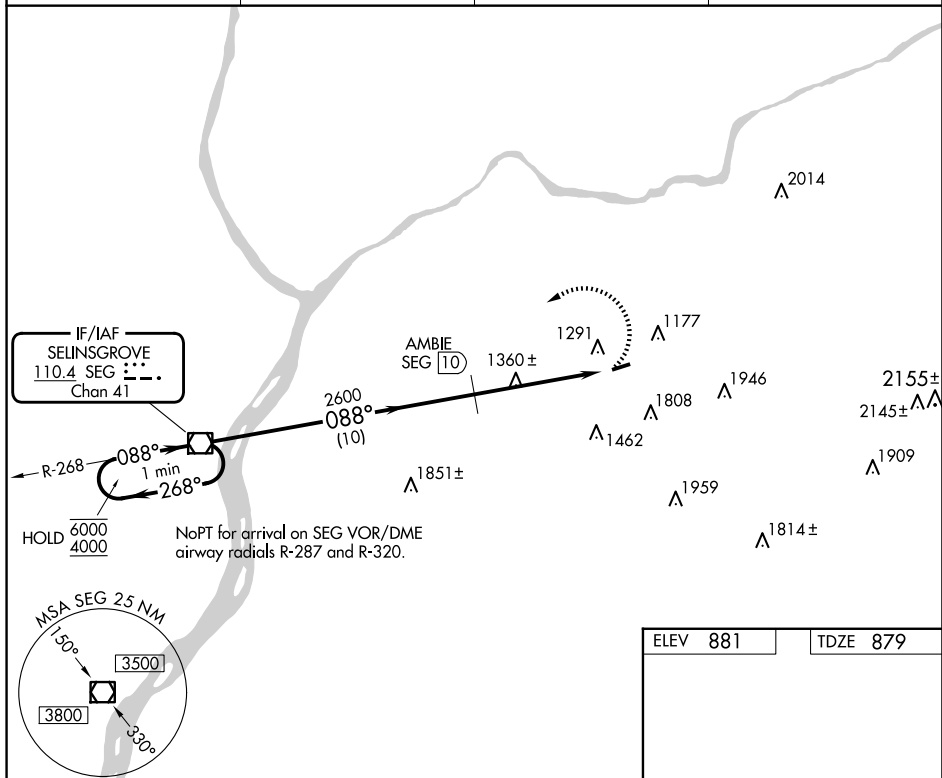 2014
IF/IAF
SELINSGROVE
110.4 SEG
Chan 41
AMBIE
SEG 10
1360 ±
1291
1177
2600
088°
(10)
1946
1808
1462
2155±
2145±
1909
R-268
088°
1 min
268°
HOLD 6000
4000
1851±
1959
1814 ±
NoPT for arrival on SEG VOR/DME
airway radials R-287 and R-320.
MSA SEG 25 NM
150°
3500
3800
330°
ELEV 881
TDZE 879